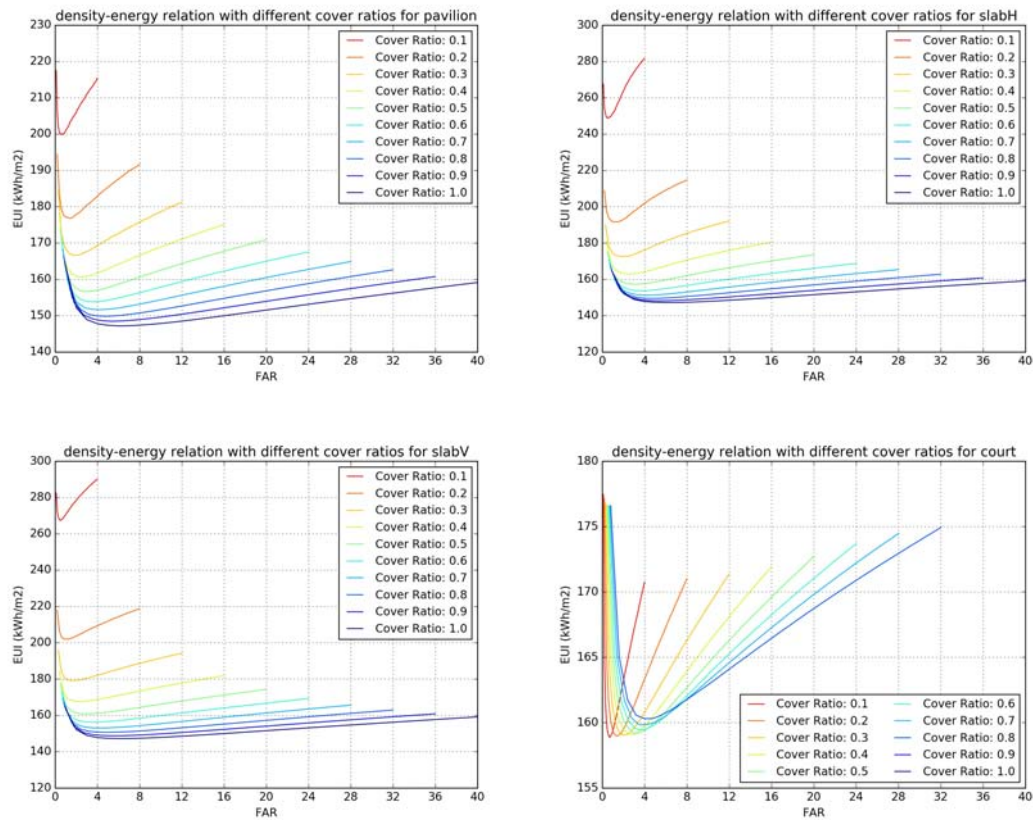 density-energy relation with different cover ratios for pavilion
230
220
210
200
190
180
170
160
150
140
EUI (kWh/m2)
0 4 8 12 16 20 24 28 32 36 40
FAR
Cover Ratio: 0.1
Cover Ratio: 0.2
Cover Ratio: 0.3
Cover Ratio: 0.4
Cover Ratio: 0.5
Cover Ratio: 0.6
Cover Ratio: 0.7
Cover Ratio: 0.8
Cover Ratio: 0.9
Cover Ratio: 1.0
density-energy relation with different cover ratios for slabH
300
280
260
240
220
200
180
160
140
120
EUI (kWh/m2)
0 4 8 12 16 20 24 28 32 36 40
FAR
Cover Ratio: 0.1
Cover Ratio: 0.2
Cover Ratio: 0.3
Cover Ratio: 0.4
Cover Ratio: 0.5
Cover Ratio: 0.6
Cover Ratio: 0.7
Cover Ratio: 0.8
Cover Ratio: 0.9
Cover Ratio: 1.0
density-energy relation with different cover ratios for slabV
300
280
260
240
220
200
180
160
140
120
EUI (kWh/m2)
0 4 8 12 16 20 24 28 32 36 40
FAR
Cover Ratio: 0.1
Cover Ratio: 0.2
Cover Ratio: 0.3
Cover Ratio: 0.4
Cover Ratio: 0.5
Cover Ratio: 0.6
Cover Ratio: 0.7
Cover Ratio: 0.8
Cover Ratio: 0.9
Cover Ratio: 1.0
density-energy relation with different cover ratios for court
175
170
165
160
155
EUI (kWh/m2)
0 4 8 12 16 20 24 28 32 36 40
FAR
Cover Ratio: 0.1
Cover Ratio: 0.2
Cover Ratio: 0.3
Cover Ratio: 0.4
Cover Ratio: 0.5
Cover Ratio: 0.6
Cover Ratio: 0.7
Cover Ratio: 0.8
Cover Ratio: 0.9
Cover Ratio: 1.0